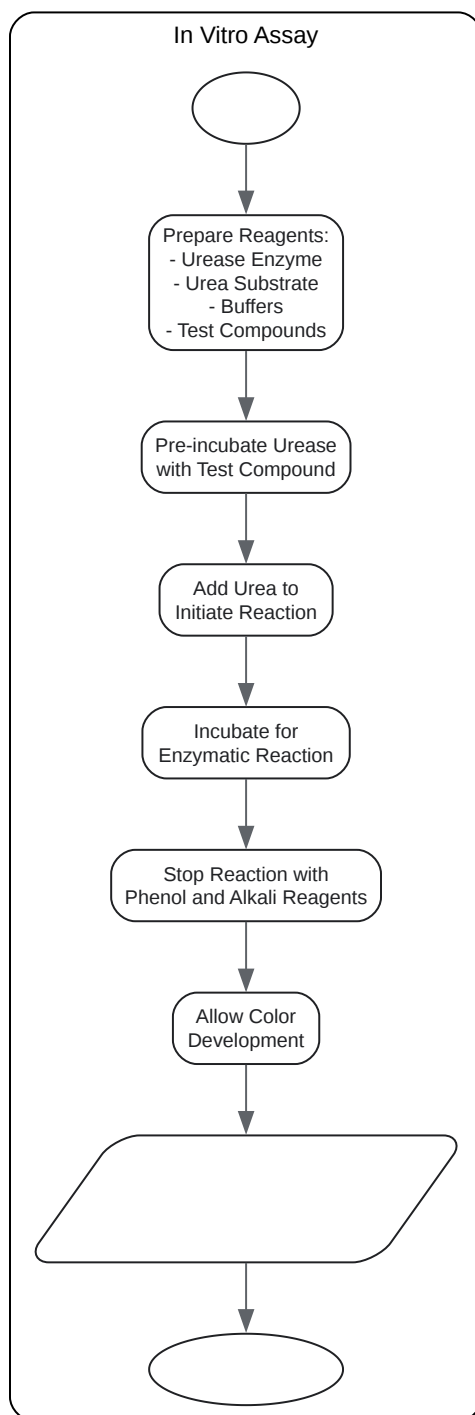 In Vitro Assay
Prepare Reagents:
- Urease Enzyme
- Urea Substrate
- Buffers
- Test Compounds
Pre-incubate Urease
with Test Compound
Add Urea to
Initiate Reaction
Incubate for
Enzymatic Reaction
Stop Reaction with
Phenol and Alkali Reagents
Allow Color
Development